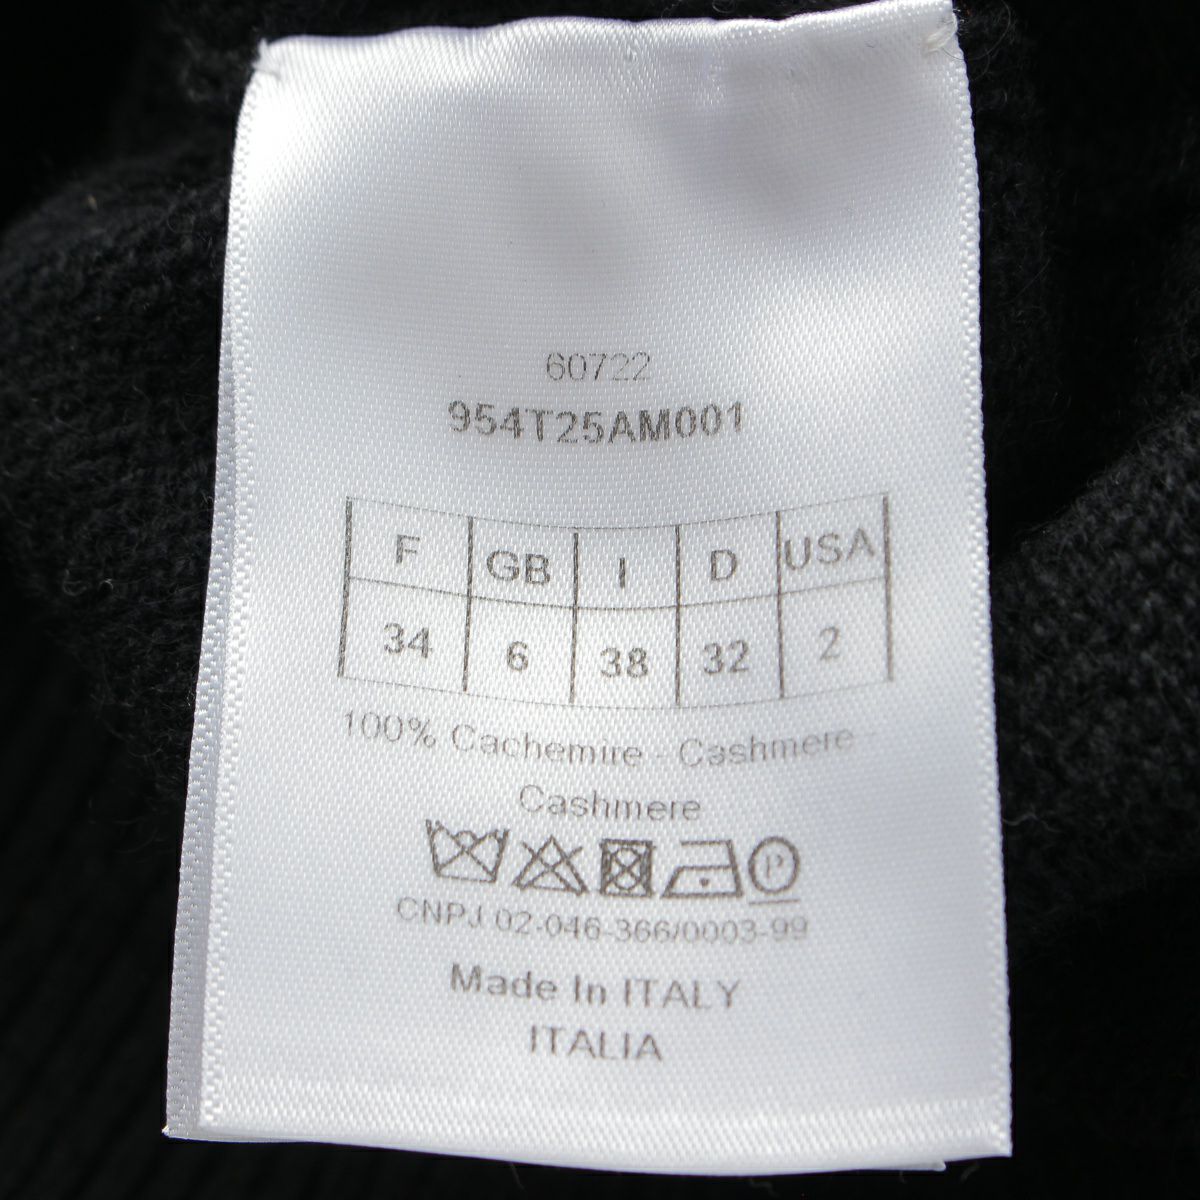 60722
954T25AM001
F GB I D USA
34 6 38 32 2
100% Cachemire - Cashmere -
Cashmere
P
CNPJ 02-046-366/0003-99
Made In ITALY
ITALIA